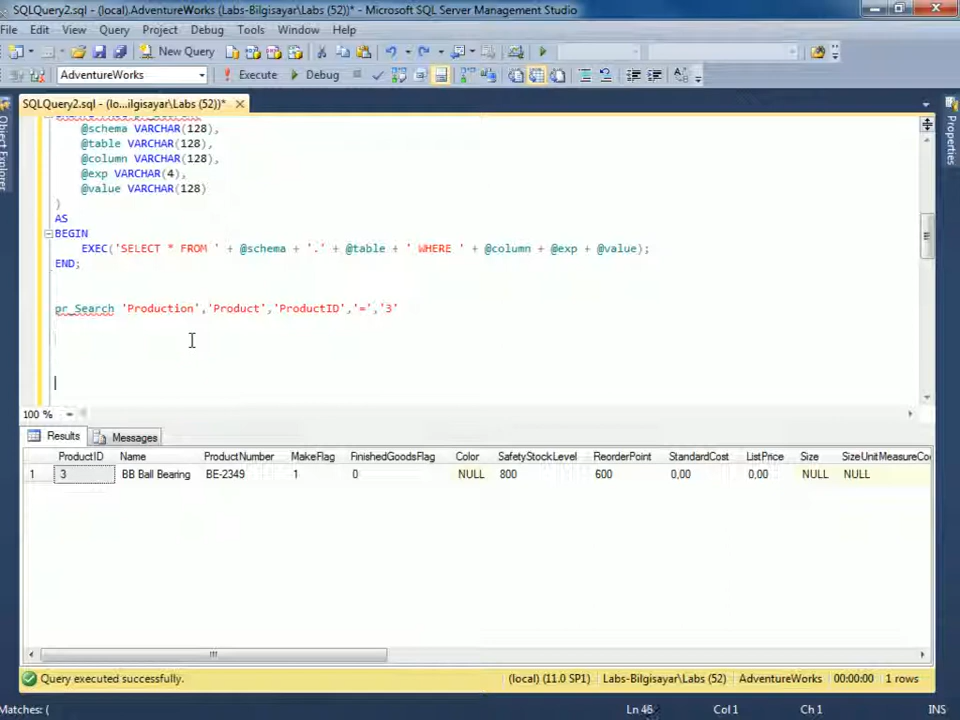 SQLQuery2.sql - (local).AdventureWorks (Labs-Bilgisayar\Labs (52))* - Microsoft SQL Server Management Studio
File Edit View Query Project Debug Tools Window Help
New Query
AdventureWorks Execute Debug
SQLQuery2.sql - (lo...ilgisayar\Labs (52))*
Object Explorer
Properties
@schema VARCHAR(128),
@table VARCHAR(128),
@column VARCHAR(128),
@exp VARCHAR(4),
@value VARCHAR(128)
)
AS
BEGIN
EXEC('SELECT * FROM ' + @schema + '.' + @table + ' WHERE ' + @column + @exp + @value);
END;
pr_Search 'Production','Product','ProductID','=','3'
100 %
Results Messages
ProductID Name ProductNumber MakeFlag FinishedGoodsFlag Color SafetyStockLevel ReorderPoint StandardCost ListPrice Size SizeUnitMeasureCo
1 3 BB Ball Bearing BE-2349 1 0 NULL 800 600 0,00 0,00 NULL NULL
Query executed successfully. (local) (11.0 SP1) Labs-Bilgisayar\Labs (52) AdventureWorks 00:00:00 1 rows
Matches: ( Ln 46 Col 1 Ch 1 INS